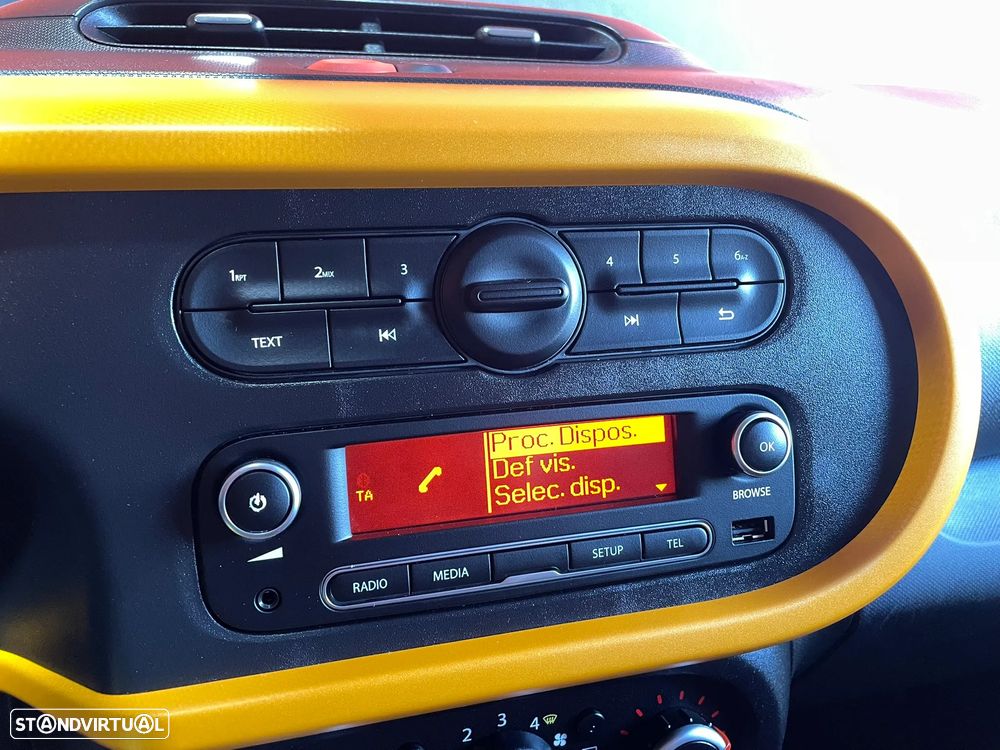 1RPT 2MIX 3 4 5 6A-Z
TEXT
TA
Proc. Dispos.
Def vis.
Selec. disp.
OK
BROWSE
RADIO MEDIA SETUP TEL
2 3 4
STANDVIRTUAL